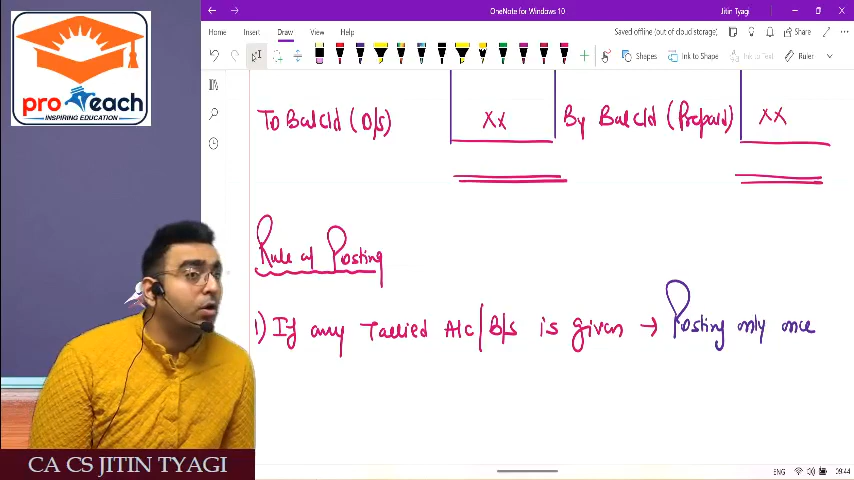 OneNote for Windows 10
Jitin Tyagi
Home Insert Draw View Help
Saved offline (out of cloud storage)
Share
Shapes
Ink to Shape
Ink to Text
Ruler
pro Teach
INSPIRING EDUCATION
To Bal C/d (O/s) xx By Bal C/d (Prepaid) xx
Rule of Posting
1) If any Tallied A/c / B/s is given → Posting only once
CA CS JITIN TYAGI
ENG 09:44